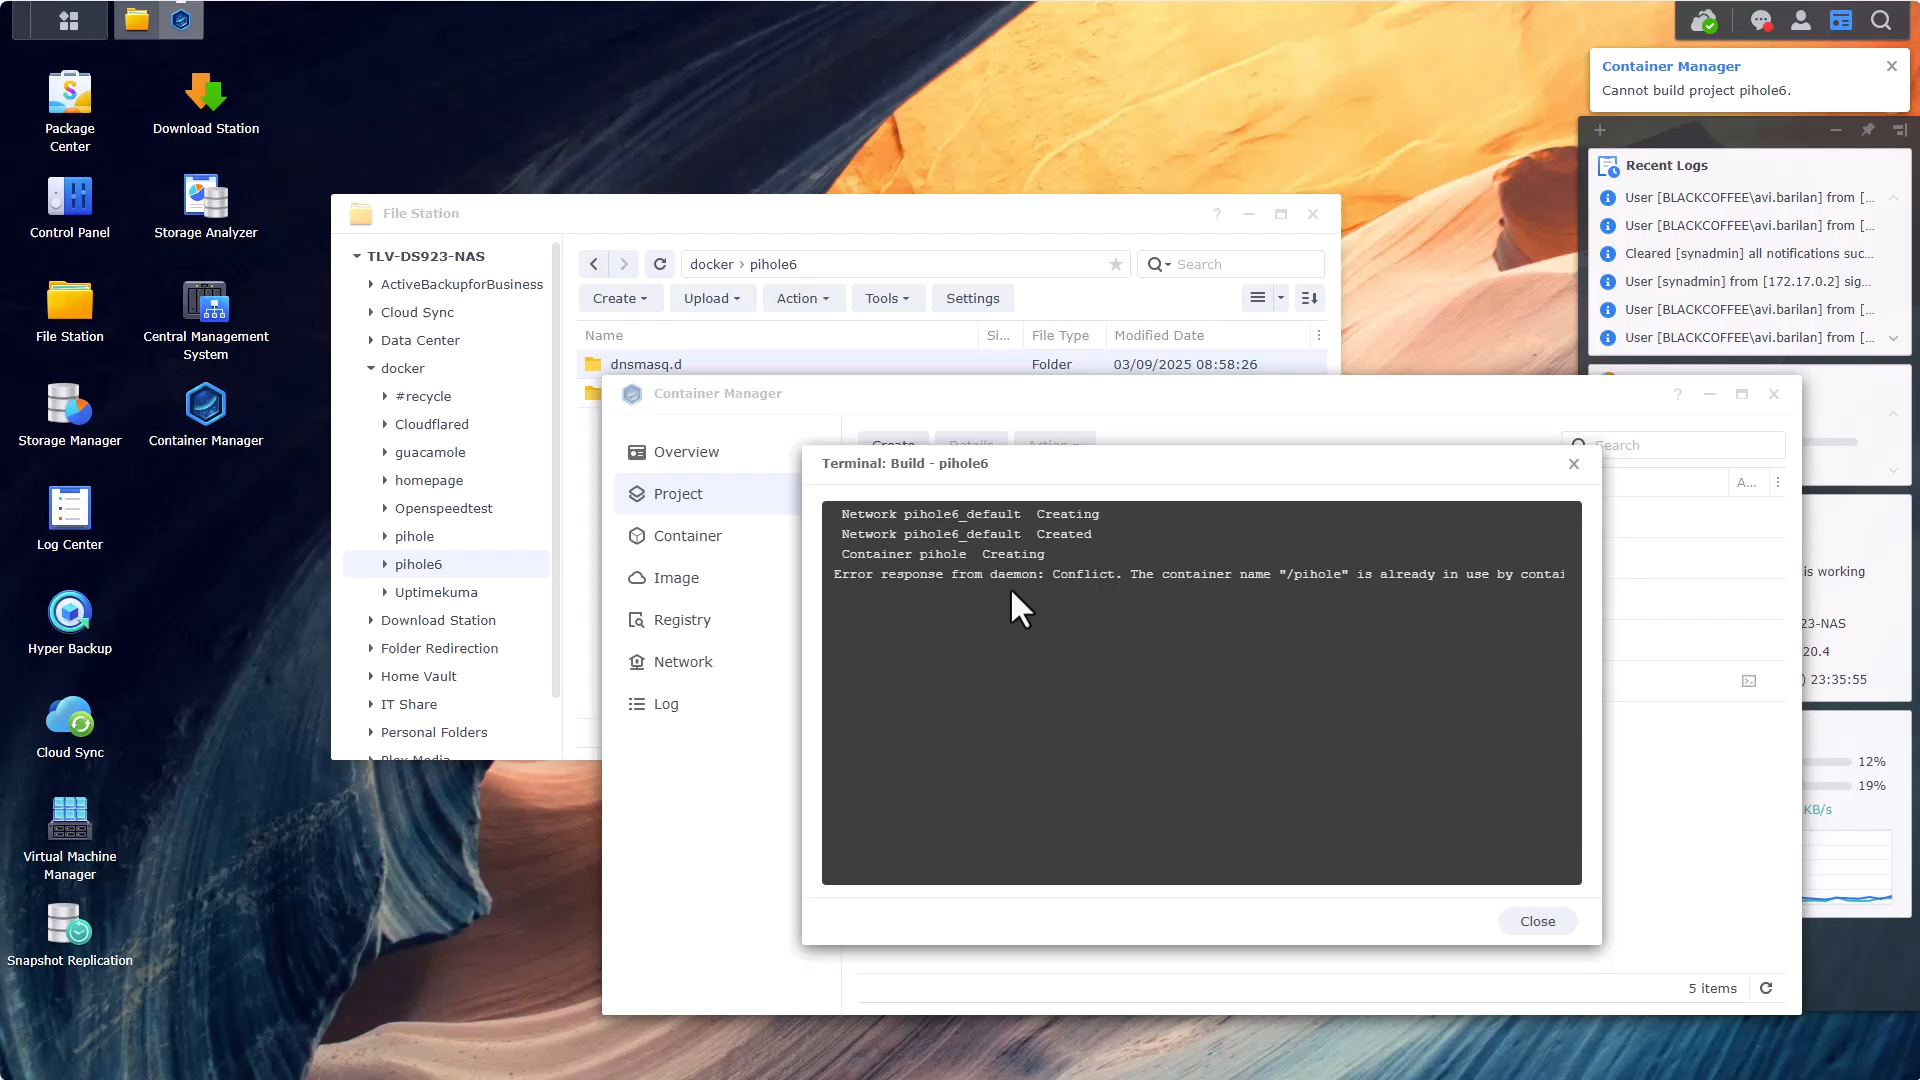 Package
Center
Download Station
Control Panel
Storage Analyzer
File Station
Central Management
System
Storage Manager
Container Manager
Log Center
Hyper Backup
Cloud Sync
Virtual Machine
Manager
Snapshot Replication
File Station
TLV-DS923-NAS
ActiveBackupforBusiness
Cloud Sync
Data Center
docker
#recycle
Cloudflared
guacamole
homepage
Openspeedtest
pihole
pihole6
Uptimekuma
Download Station
Folder Redirection
Home Vault
IT Share
Personal Folders
Plex Media
docker › pihole6
Search
Create
Upload
Action
Tools
Settings
Name Si... File Type Modified Date
dnsmasq.d Folder 03/09/2025 08:58:26
Container Manager
Overview
Project
Container
Image
Registry
Network
Log
Create
Details
Action
Search
A...
Terminal: Build - pihole6
Network pihole6_default Creating
Network pihole6_default Created
Container pihole Creating
Error response from daemon: Conflict. The container name "/pihole" is already in use by contai
Close
5 items
Container Manager
Cannot build project pihole6.
Recent Logs
User [BLACKCOFFEE\avi.barilan] from [...
User [BLACKCOFFEE\avi.barilan] from [...
Cleared [synadmin] all notifications suc...
User [synadmin] from [172.17.0.2] sig...
User [BLACKCOFFEE\avi.barilan] from [...
User [BLACKCOFFEE\avi.barilan] from [...
is working
23-NAS
20.4
) 23:35:55
12%
19%
KB/s